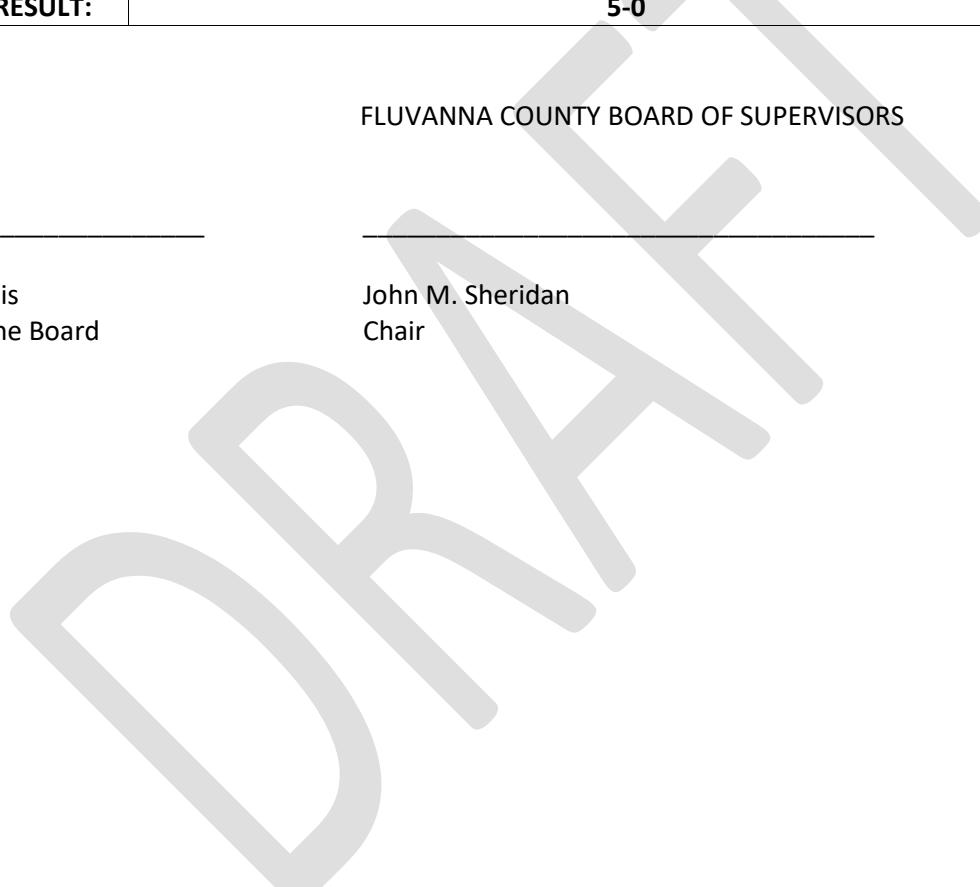 RESULT: 5-0
FLUVANNA COUNTY BOARD OF SUPERVISORS
is John M. Sheridan
ne Board Chair
DRAFT